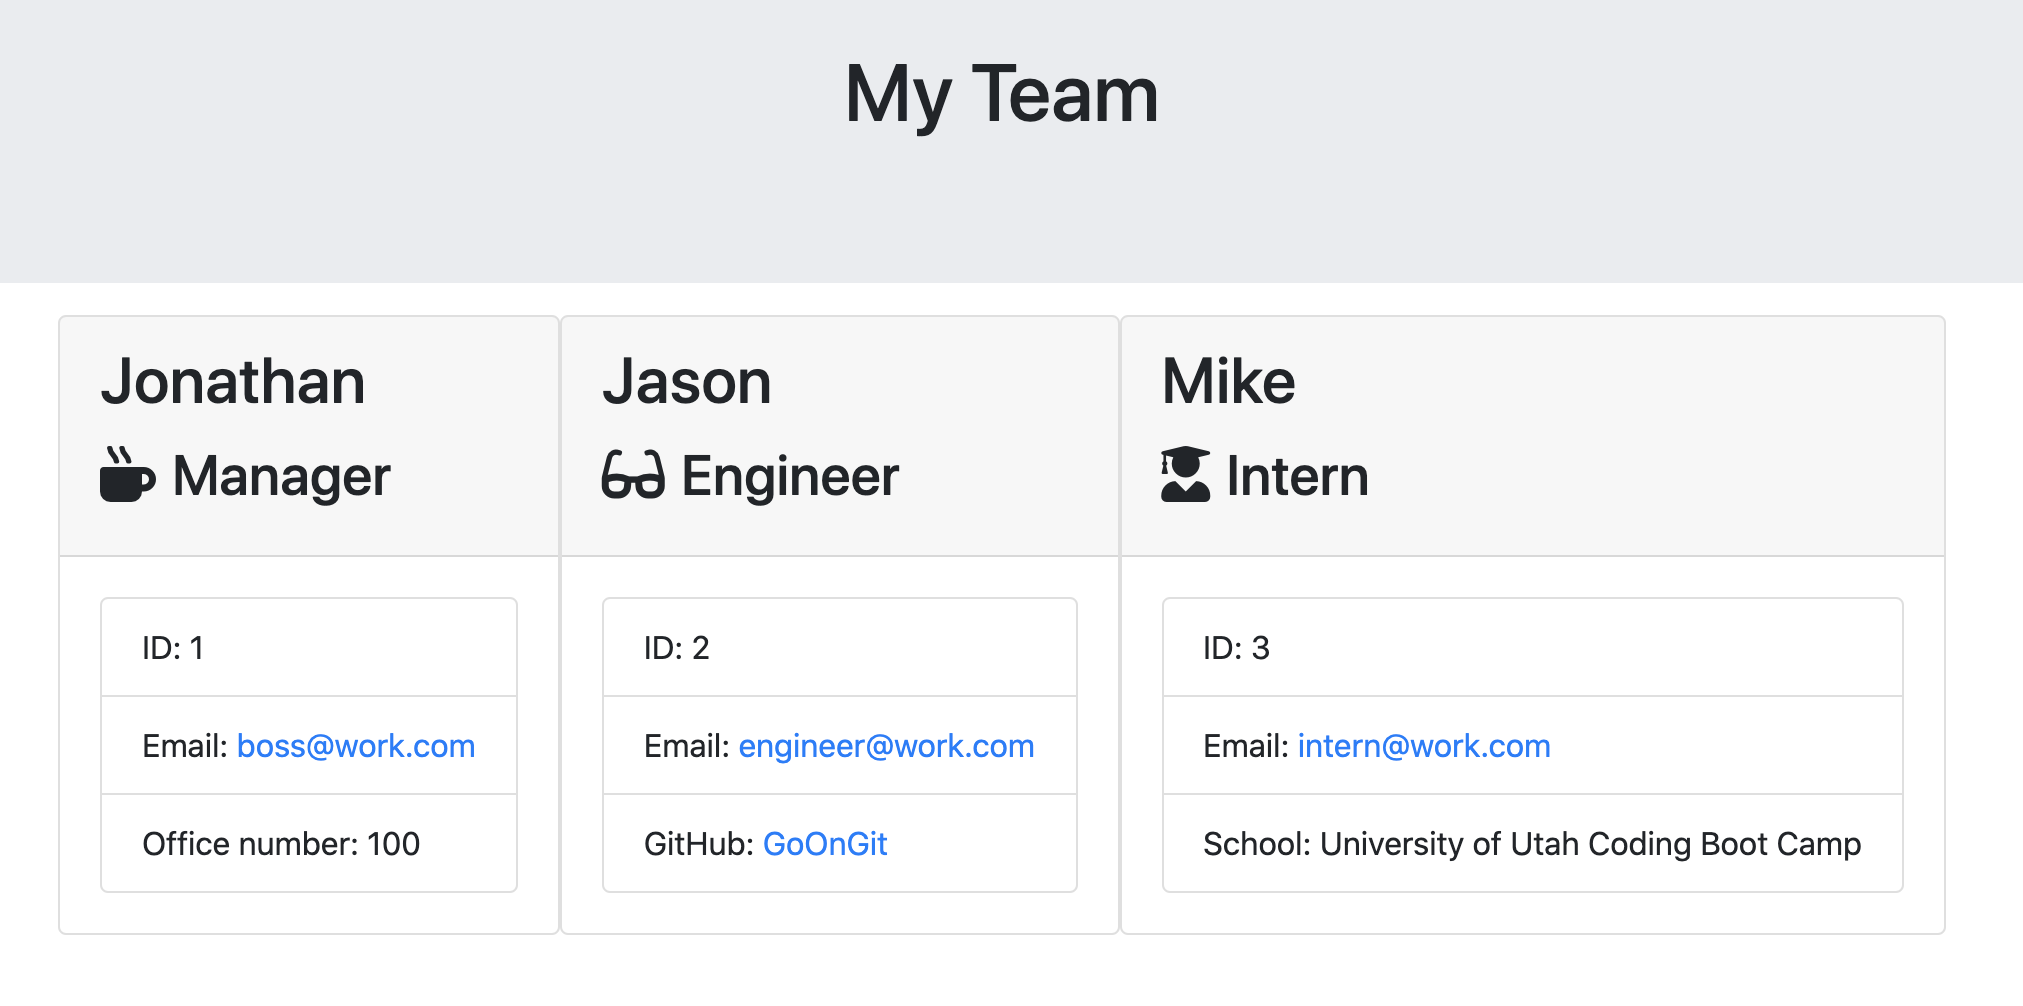 My Team
Jonathan
Manager
ID: 1
Email: boss@work.com
Office number: 100
Jason
Engineer
ID: 2
Email: engineer@work.com
GitHub: GoOnGit
Mike
Intern
ID: 3
Email: intern@work.com
School: University of Utah Coding Boot Camp